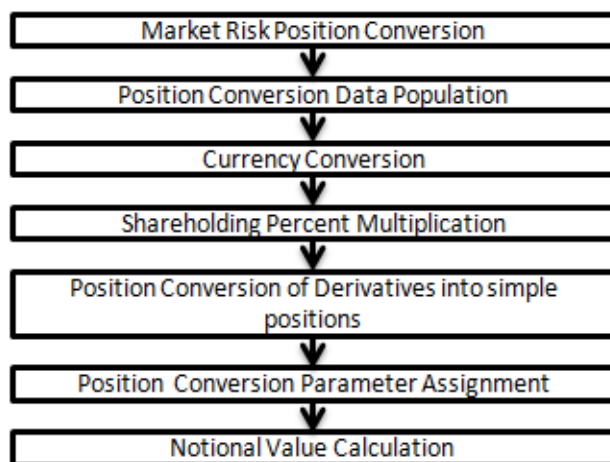 Market Risk Position Conversion
Position Conversion Data Population
Currency Conversion
Shareholding Percent Multiplication
Position Conversion of Derivatives into simple
positions
Position Conversion Parameter Assignment
Notional Value Calculation